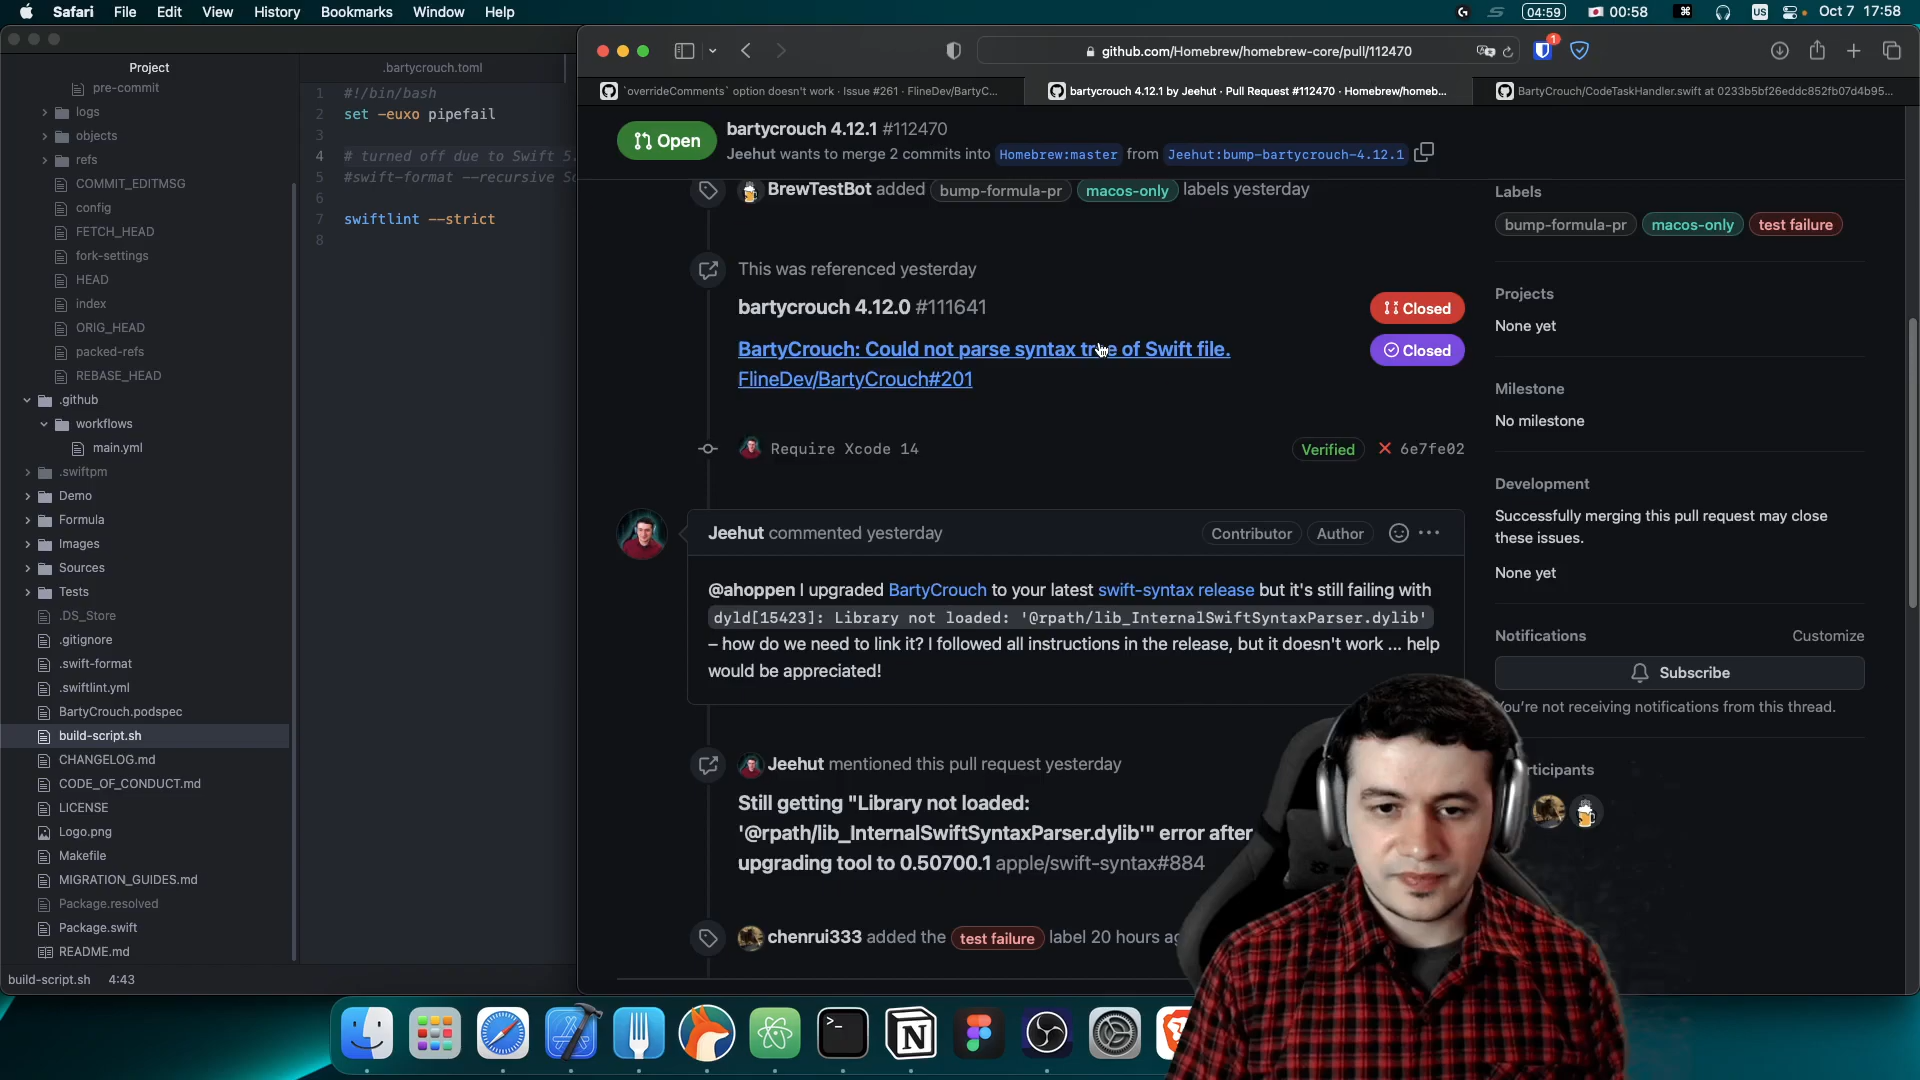 Safari File Edit View History Bookmarks Window Help
04:59 00:58 US Oct 7 17:58
Project
pre-commit
logs
objects
refs
COMMIT_EDITMSG
config
FETCH_HEAD
fork-settings
HEAD
index
ORIG_HEAD
packed-refs
REBASE_HEAD
.github
workflows
main.yml
.swiftpm
Demo
Formula
Images
Sources
Tests
.DS_Store
.gitignore
.swift-format
.swiftlint.yml
BartyCrouch.podspec
build-script.sh
CHANGELOG.md
CODE_OF_CONDUCT.md
LICENSE
Logo.png
Makefile
MIGRATION_GUIDES.md
Package.resolved
Package.swift
README.md
build-script.sh 4:43
.bartycrouch.toml
1 #!/bin/bash
2 set -euxo pipefail
3
4 # turned off due to Swift 5.
5 #swift-format --recursive So
6
7 swiftlint --strict
8
github.com/Homebrew/homebrew-core/pull/112470
1
`overrideComments` option doesn't work · Issue #261 · FlineDev/BartyC...
bartycrouch 4.12.1 by Jeehut · Pull Request #112470 · Homebrew/homeb...
BartyCrouch/CodeTaskHandler.swift at 0233b5bf26eddc852fb07d4b95...
Open
bartycrouch 4.12.1 #112470
Jeehut wants to merge 2 commits into Homebrew:master from Jeehut:bump-bartycrouch-4.12.1
BrewTestBot added bump-formula-pr macos-only labels yesterday
This was referenced yesterday
bartycrouch 4.12.0 #111641
Closed
BartyCrouch: Could not parse syntax tree of Swift file.
FlineDev/BartyCrouch#201
Closed
Require Xcode 14
Verified 6e7fe02
Jeehut commented yesterday
Contributor Author
@ahoppen I upgraded BartyCrouch to your latest swift-syntax release but it's still failing with
dyld[15423]: Library not loaded: '@rpath/lib_InternalSwiftSyntaxParser.dylib'
– how do we need to link it? I followed all instructions in the release, but it doesn't work ... help
would be appreciated!
Jeehut mentioned this pull request yesterday
Still getting "Library not loaded:
'@rpath/lib_InternalSwiftSyntaxParser.dylib'" error after
upgrading tool to 0.50700.1 apple/swift-syntax#884
chenrui333 added the test failure label 20 hours ag
Labels
bump-formula-pr macos-only test failure
Projects
None yet
Milestone
No milestone
Development
Successfully merging this pull request may close
these issues.
None yet
Notifications Customize
Subscribe
You're not receiving notifications from this thread.
rticipants